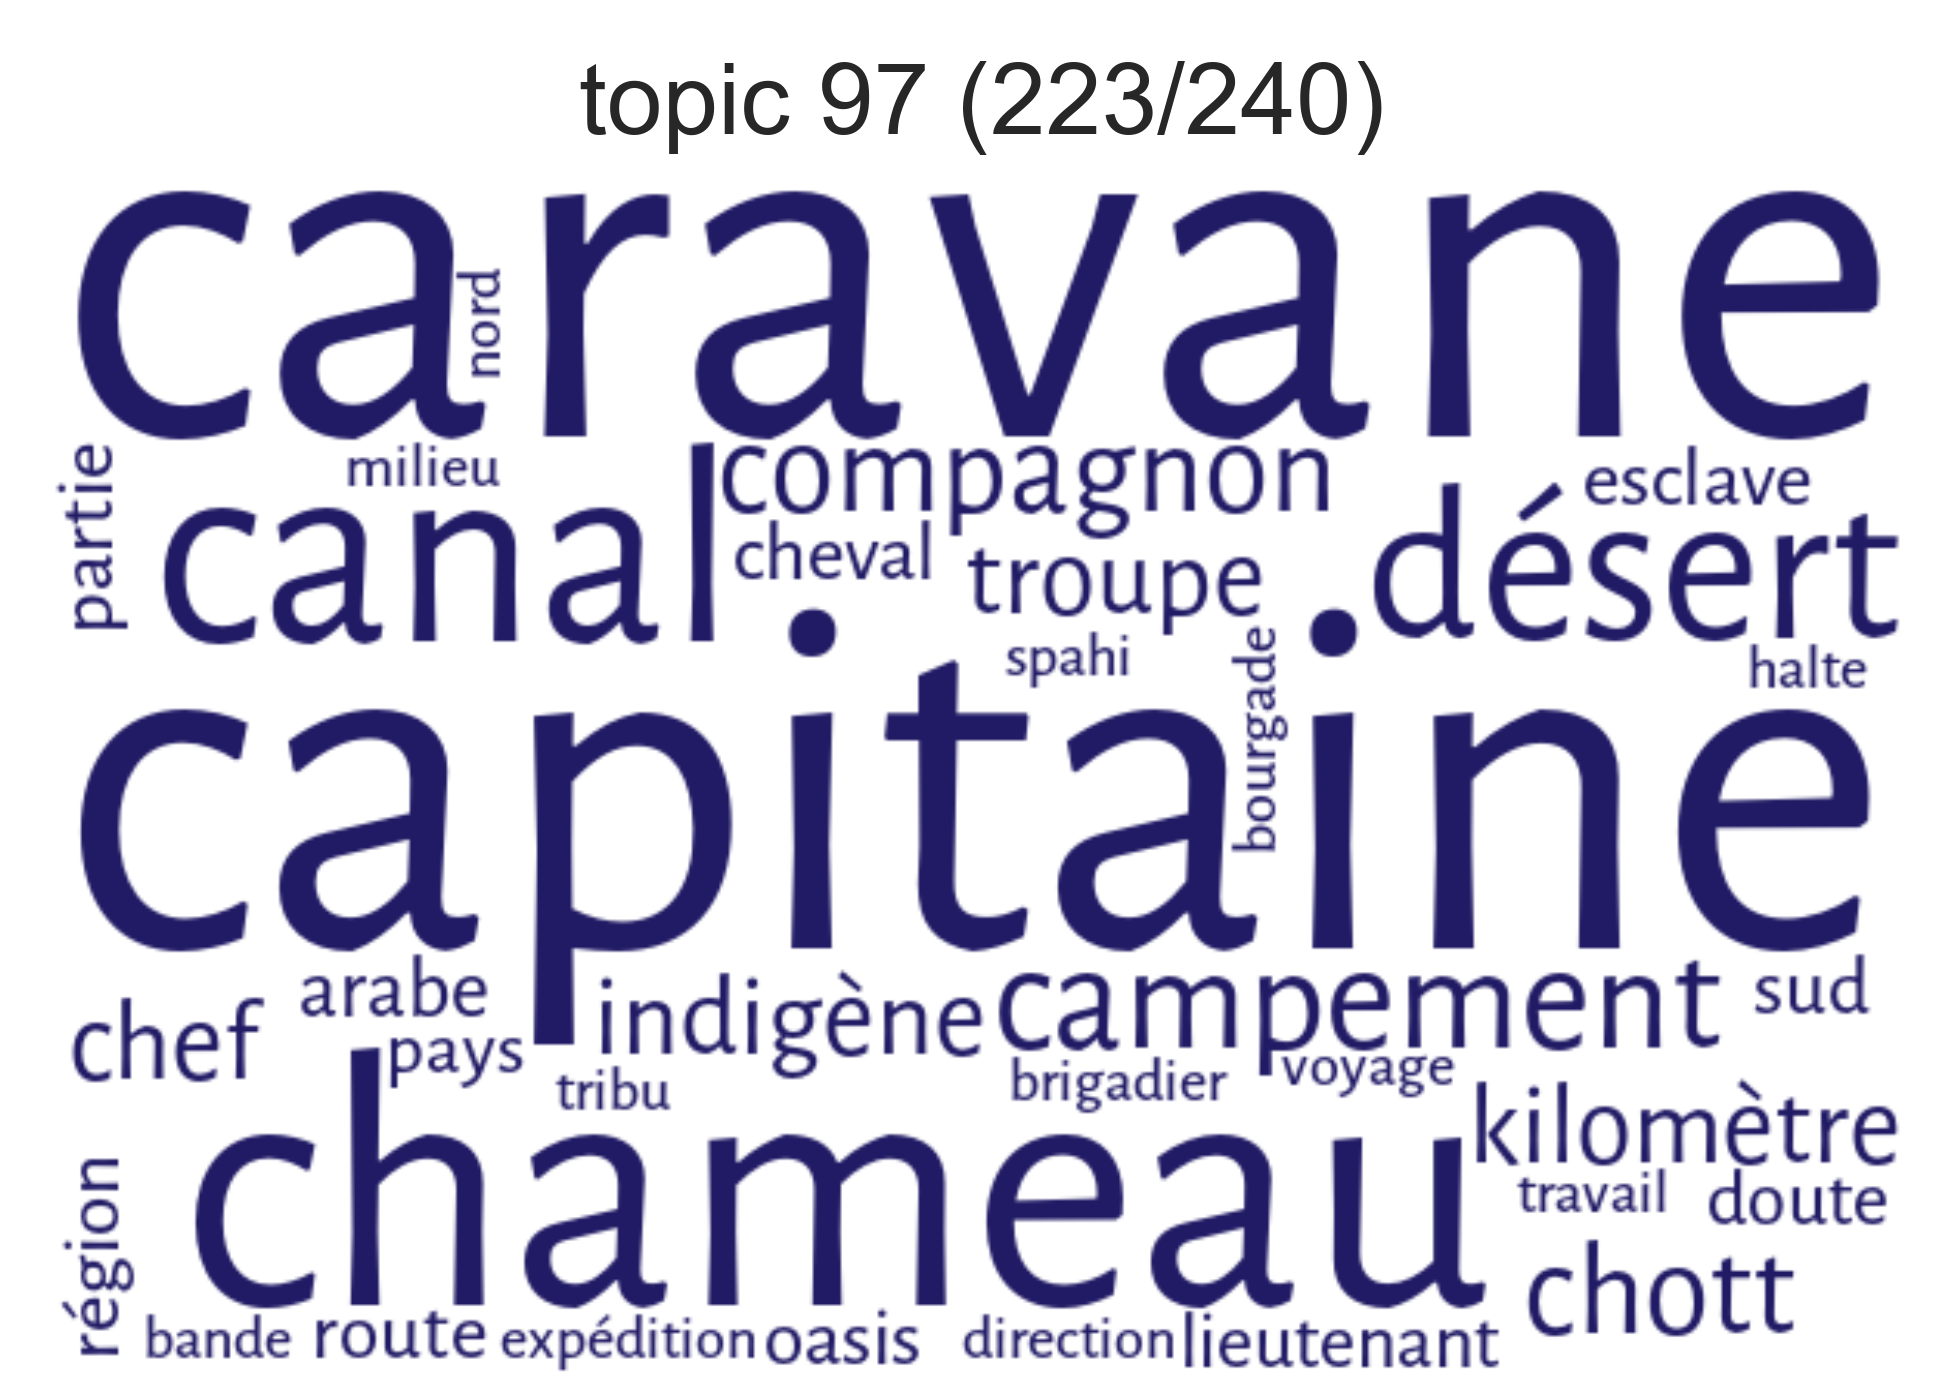 topic 97 (223/240)
caravane
nord
partie
milieu
compagnon
esclave
canal
cheval
troupe
désert
spahi
bourgade
halte
capitaine
chef
arabe
pays
indigène
campement
sud
tribu
brigadier
voyage
kilomètre
région
chameau
travail
doute
chott
bande
route
expédition
oasis
direction
lieutenant